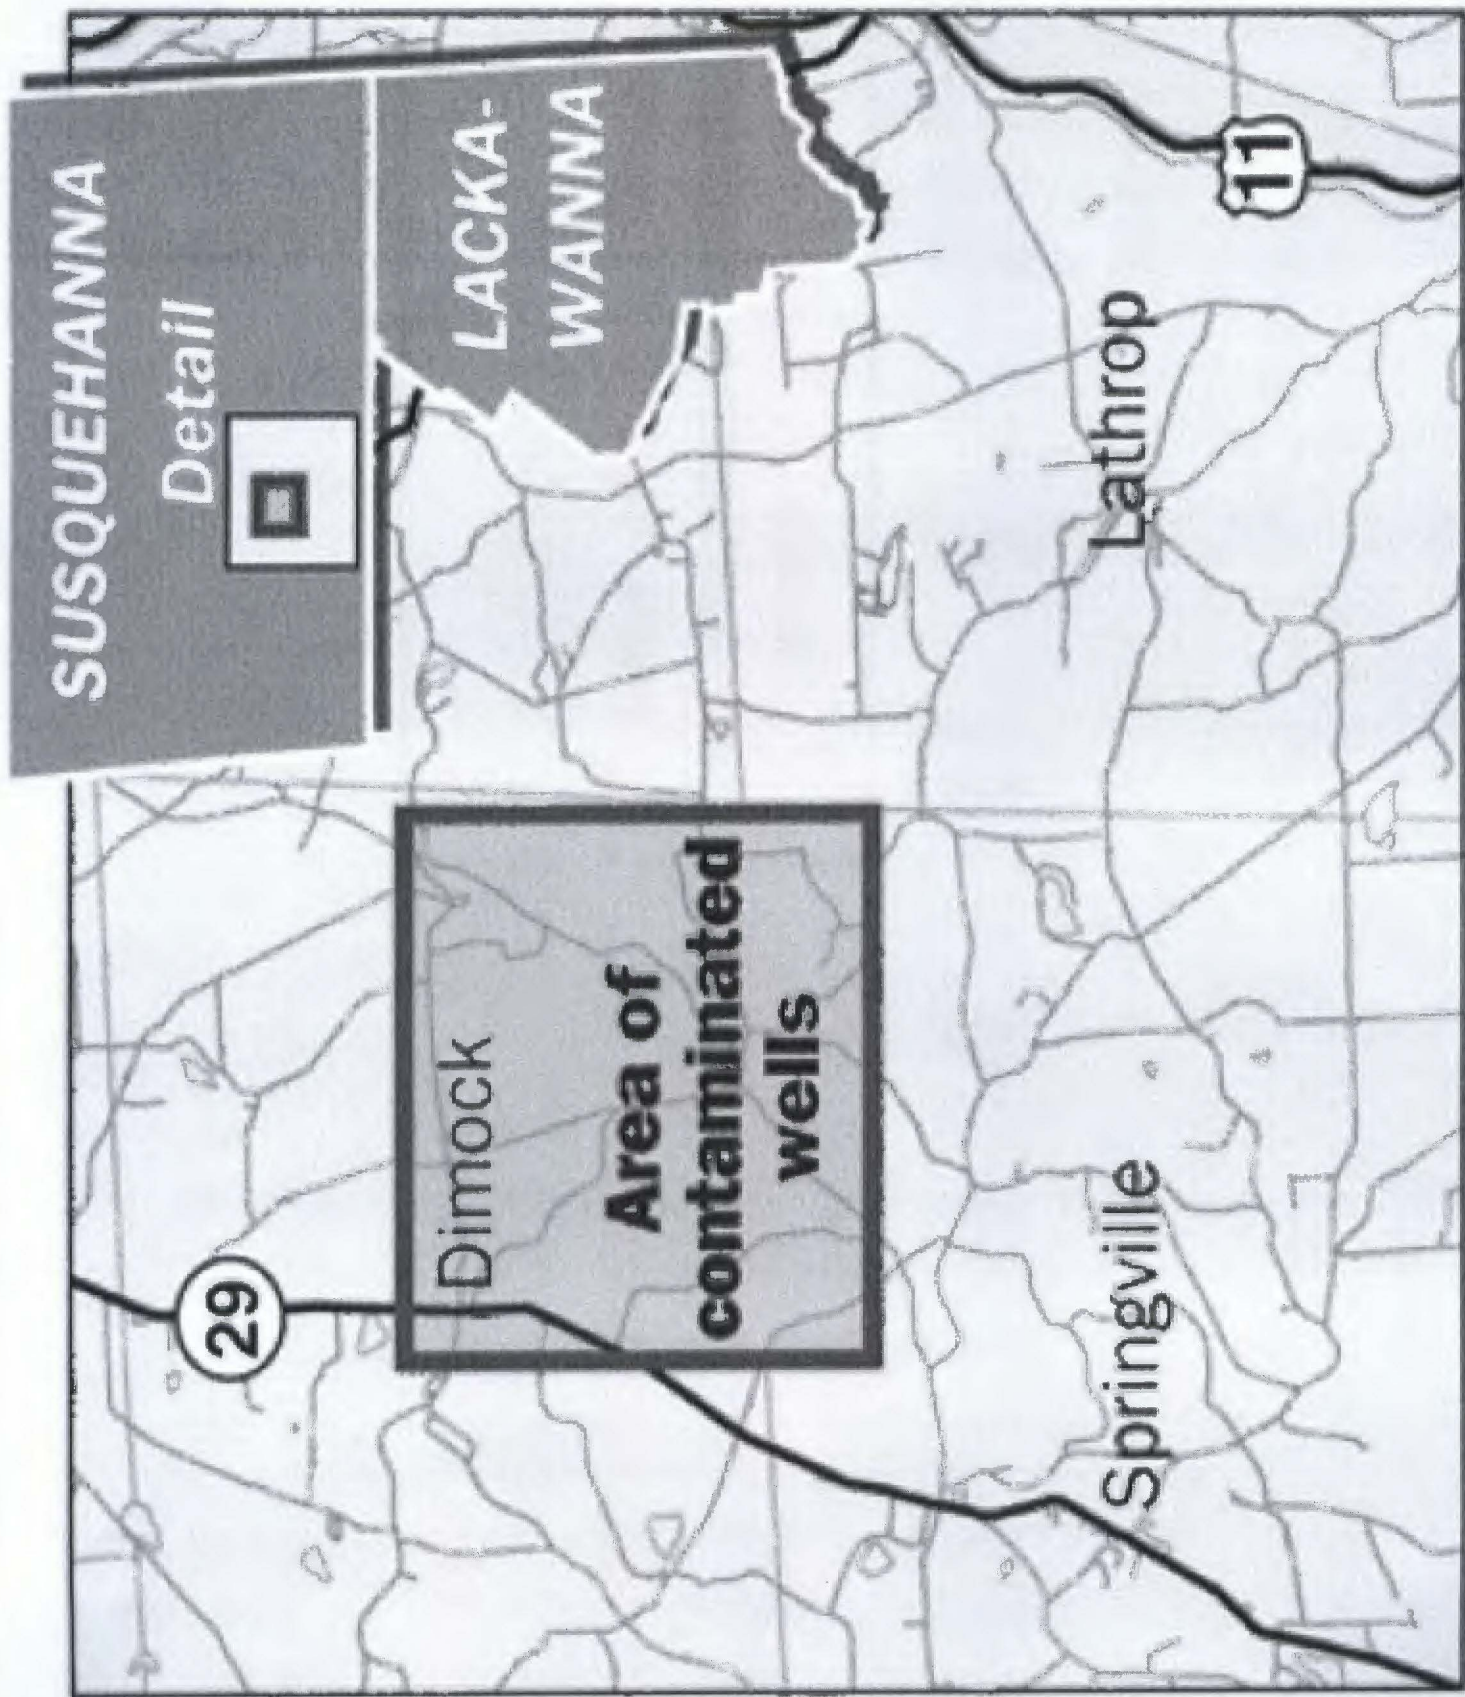 SUSQUEHANNA
Detail
LACKA-
WANNA
29
Dimock
Area of
contaminated
wells
11
Lathrop
Springville